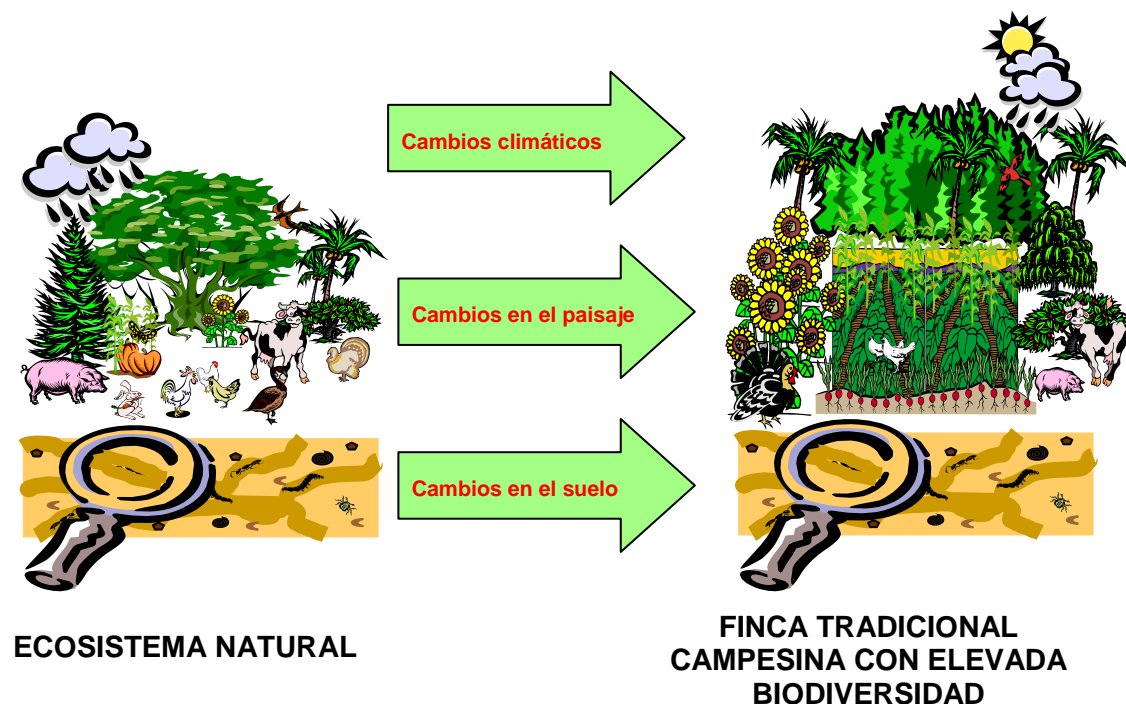 Cambios climáticos
Cambios en el paisaje
Cambios en el suelo
ECOSISTEMA NATURAL
FINCA TRADICIONAL
CAMPESINA CON ELEVADA
BIODIVERSIDAD